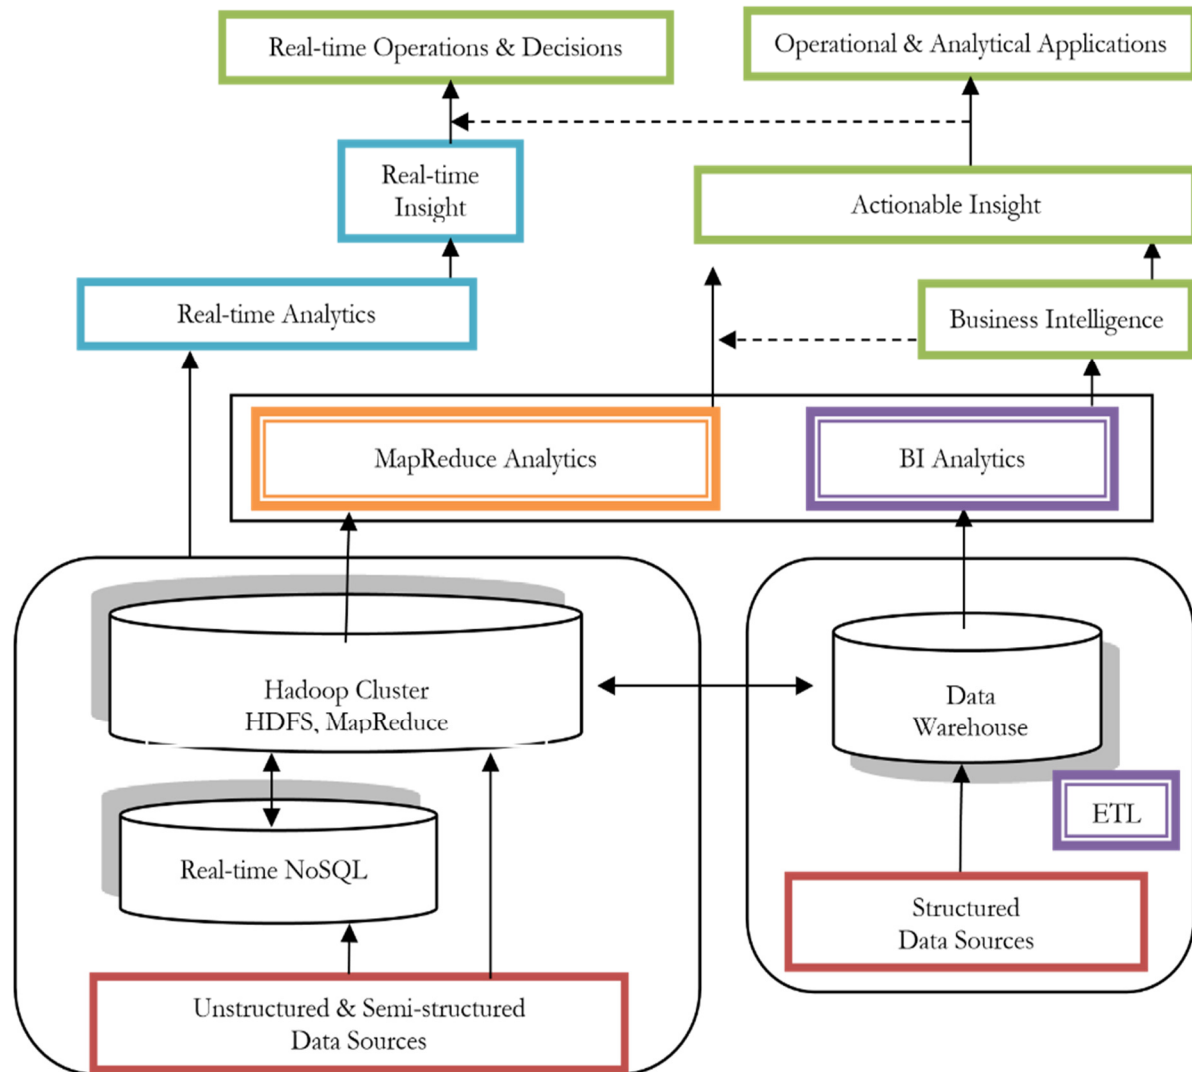 Real-time Operations & Decisions
Operational & Analytical Applications
Real-time
Insight
Actionable Insight
Real-time Analytics
Business Intelligence
MapReduce Analytics
BI Analytics
Hadoop Cluster
HDFS, MapReduce
Data
Warehouse
ETL
Real-time NoSQL
Structured
Data Sources
Unstructured & Semi-structured
Data Sources